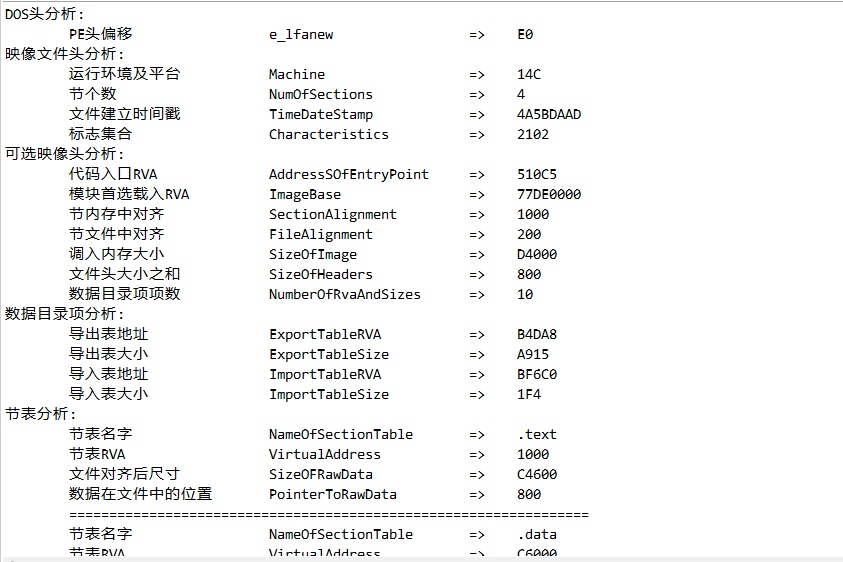 DOS头分析:
PE头偏移 e_lfanew => E0
映像文件头分析:
运行环境及平台 Machine => 14C
节个数 NumOfSections => 4
文件建立时间戳 TimeDateStamp => 4A5BDAAD
标志集合 Characteristics => 2102
可选映像头分析:
代码入口RVA AddressSOfEntryPoint => 510C5
模块首选载入RVA ImageBase => 77DE0000
节内存中对齐 SectionAlignment => 1000
节文件中对齐 FileAlignment => 200
调入内存大小 SizeOfImage => D4000
文件头大小之和 SizeOfHeaders => 800
数据目录项项数 NumberOfRvaAndSizes => 10
数据目录项分析:
导出表地址 ExportTableRVA => B4DA8
导出表大小 ExportTableSize => A915
导入表地址 ImportTableRVA => BF6C0
导入表大小 ImportTableSize => 1F4
节表分析:
节表名字 NameOfSectionTable => .text
节表RVA VirtualAddress => 1000
文件对齐后尺寸 SizeOFRawData => C4600
数据在文件中的位置 PointerToRawData => 800
=================================================================
节表名字 NameOfSectionTable => .data
节表RVA VirtualAddress => C6000